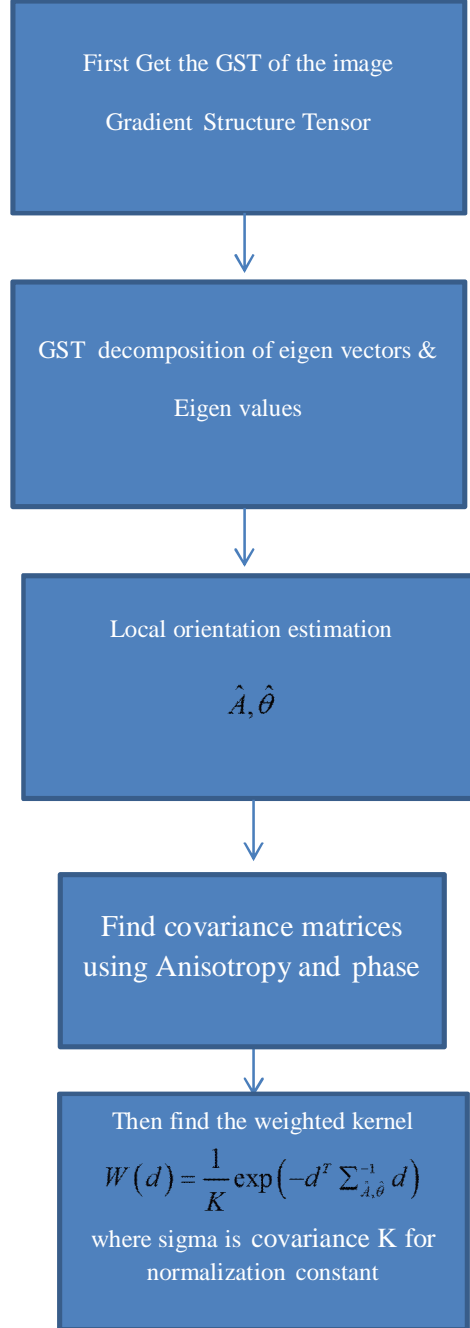 First Get the GST of the image
Gradient Structure Tensor
GST decomposition of eigen vectors &
Eigen values
Local orientation estimation
Â, θ̂
Find covariance matrices
using Anisotropy and phase
Then find the weighted kernel
W(d) = 1/K exp(−dᵀ ∑⁻¹_Â,θ̂ d)
where sigma is covariance K for
normalization constant